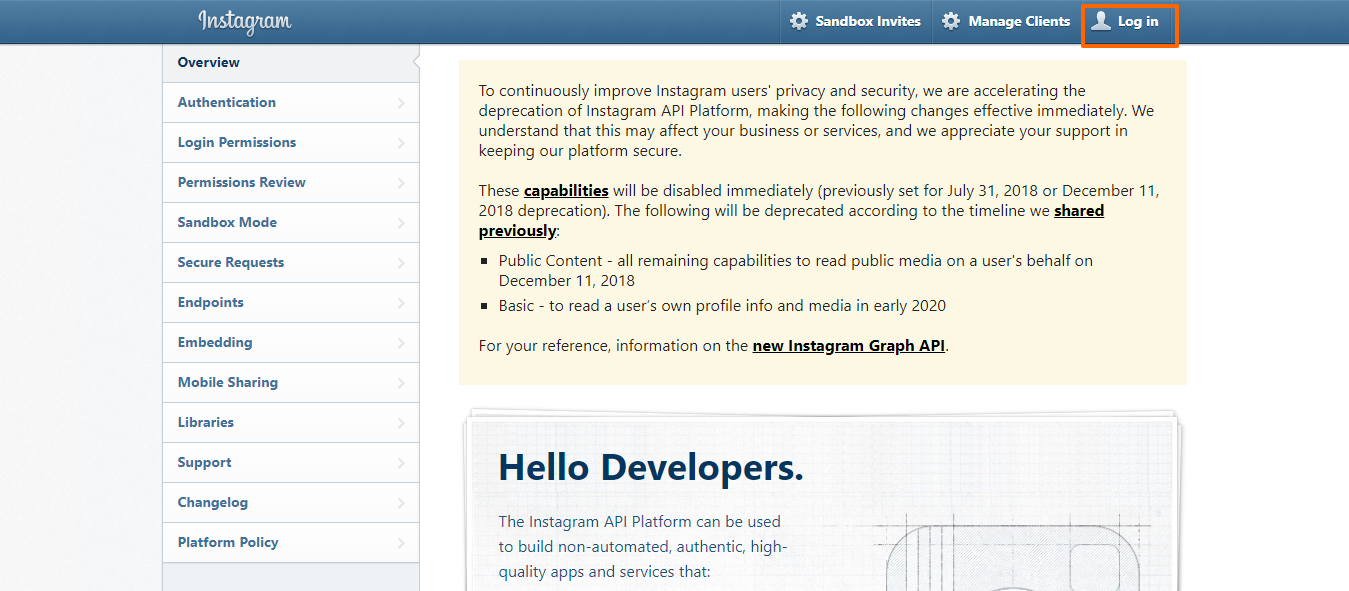 Instagram
Sandbox Invites
Manage Clients
Log in
Overview
Authentication
Login Permissions
Permissions Review
Sandbox Mode
Secure Requests
Endpoints
Embedding
Mobile Sharing
Libraries
Support
Changelog
Platform Policy
To continuously improve Instagram users' privacy and security, we are accelerating the
deprecation of Instagram API Platform, making the following changes effective immediately. We
understand that this may affect your business or services, and we appreciate your support in
keeping our platform secure.
These capabilities will be disabled immediately (previously set for July 31, 2018 or December 11,
2018 deprecation). The following will be deprecated according to the timeline we shared
previously:
Public Content - all remaining capabilities to read public media on a user's behalf on
December 11, 2018
Basic - to read a user’s own profile info and media in early 2020
For your reference, information on the new Instagram Graph API.
Hello Developers.
The Instagram API Platform can be used
to build non-automated, authentic, high-
quality apps and services that: